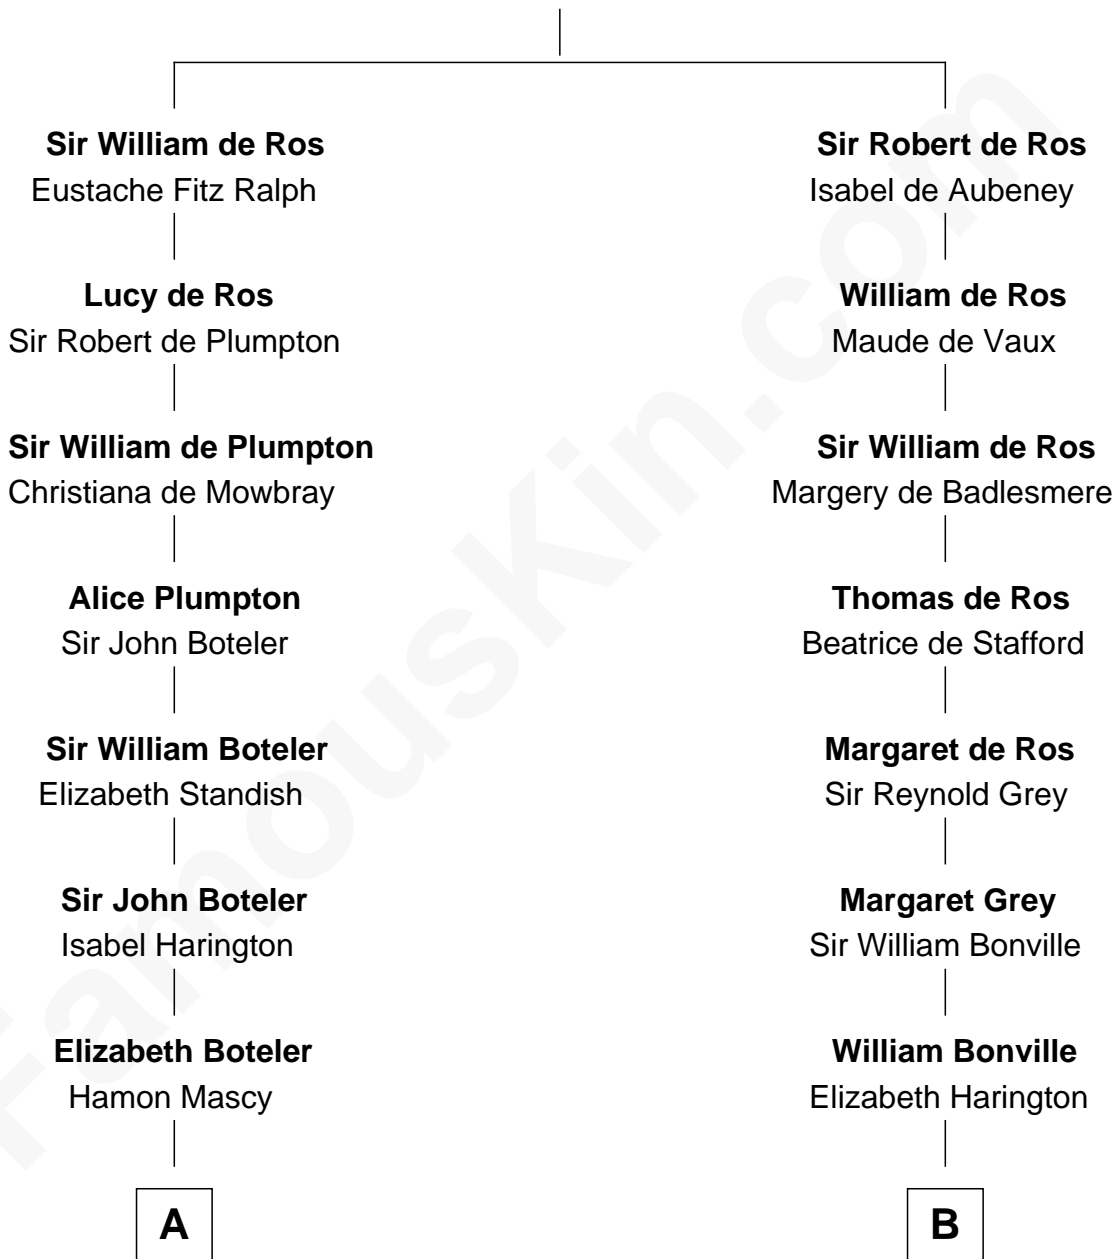 Sir William de Ros
Eustache Fitz Ralph
Lucy de Ros
Sir Robert de Plumpton
Sir William de Plumpton
Christiana de Mowbray
Alice Plumpton
Sir John Boteler
Sir William Boteler
Elizabeth Standish
Sir John Boteler
Isabel Harington
Elizabeth Boteler
Hamon Mascy
A
Sir Robert de Ros
Isabel de Aubeney
William de Ros
Maude de Vaux
Sir William de Ros
Margery de Badlesmere
Thomas de Ros
Beatrice de Stafford
Margaret de Ros
Sir Reynold Grey
Margaret Grey
Sir William Bonville
William Bonville
Elizabeth Harington
B
FamousKin.com